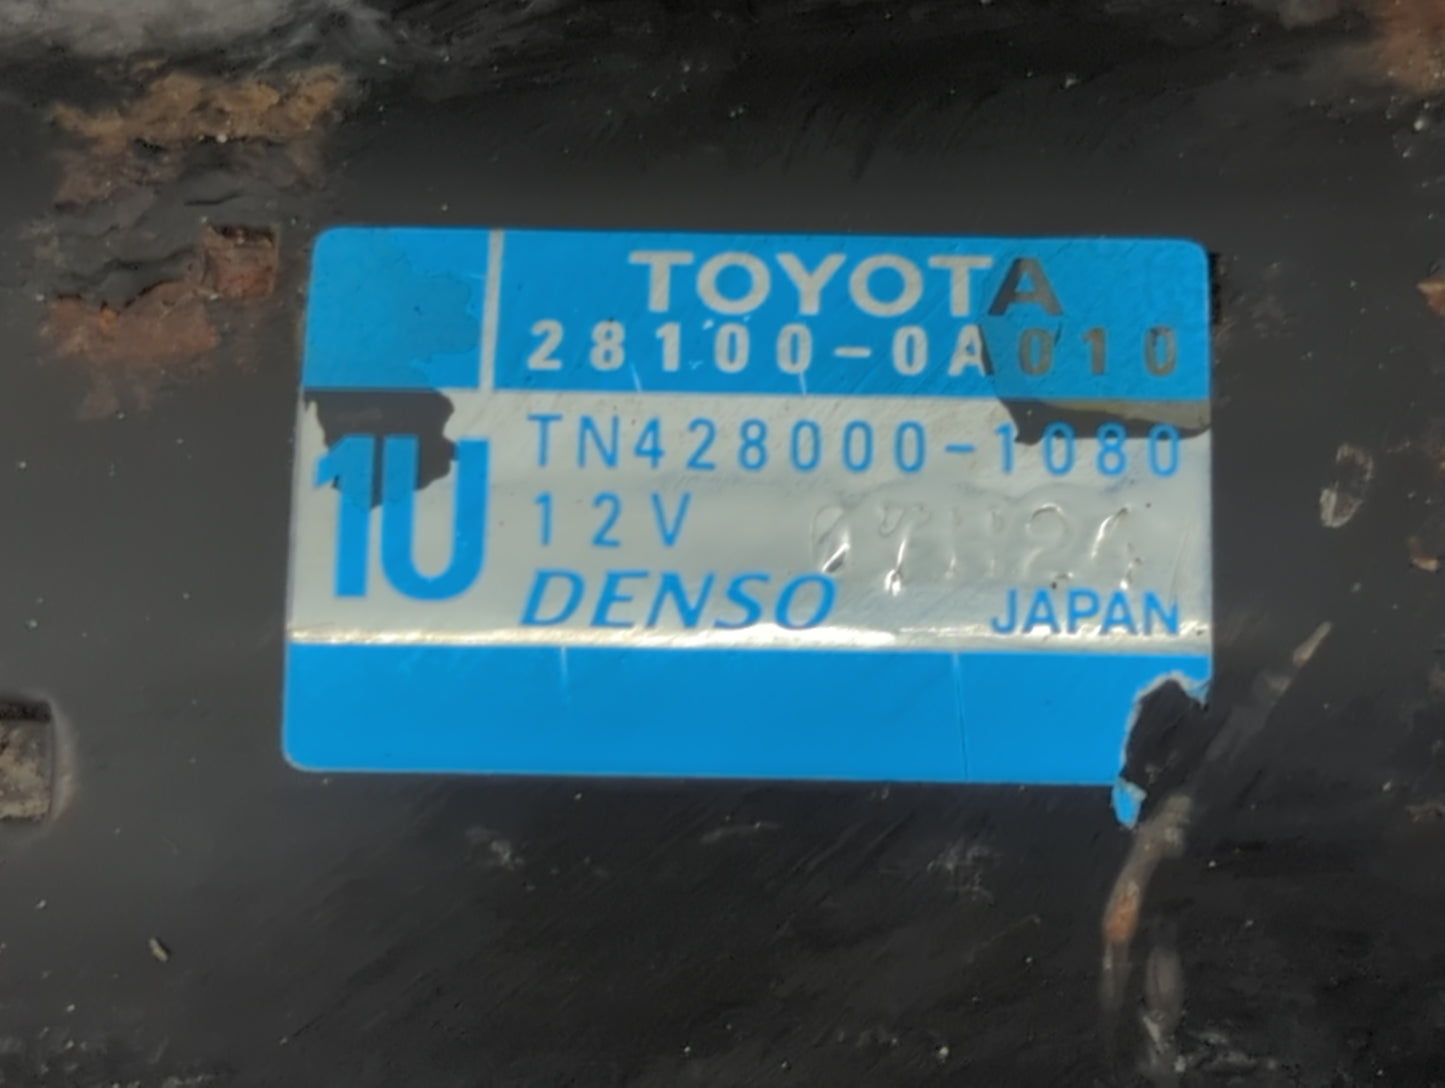 TOYOTA
28100-0A010
1U
TN428000-1080
12V
DENSO
JAPAN